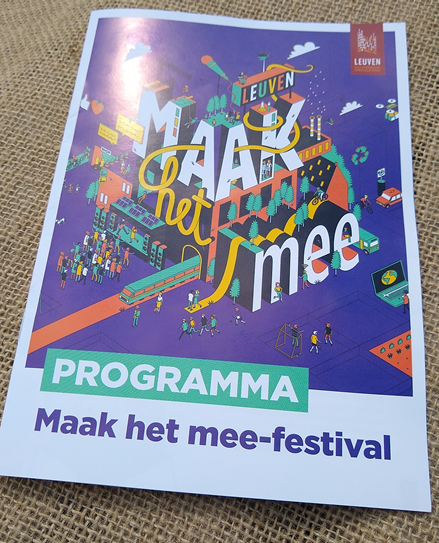 LEUVEN
LEUVEN
MAAK
het
mee
PROGRAMMA
Maak het mee-festival